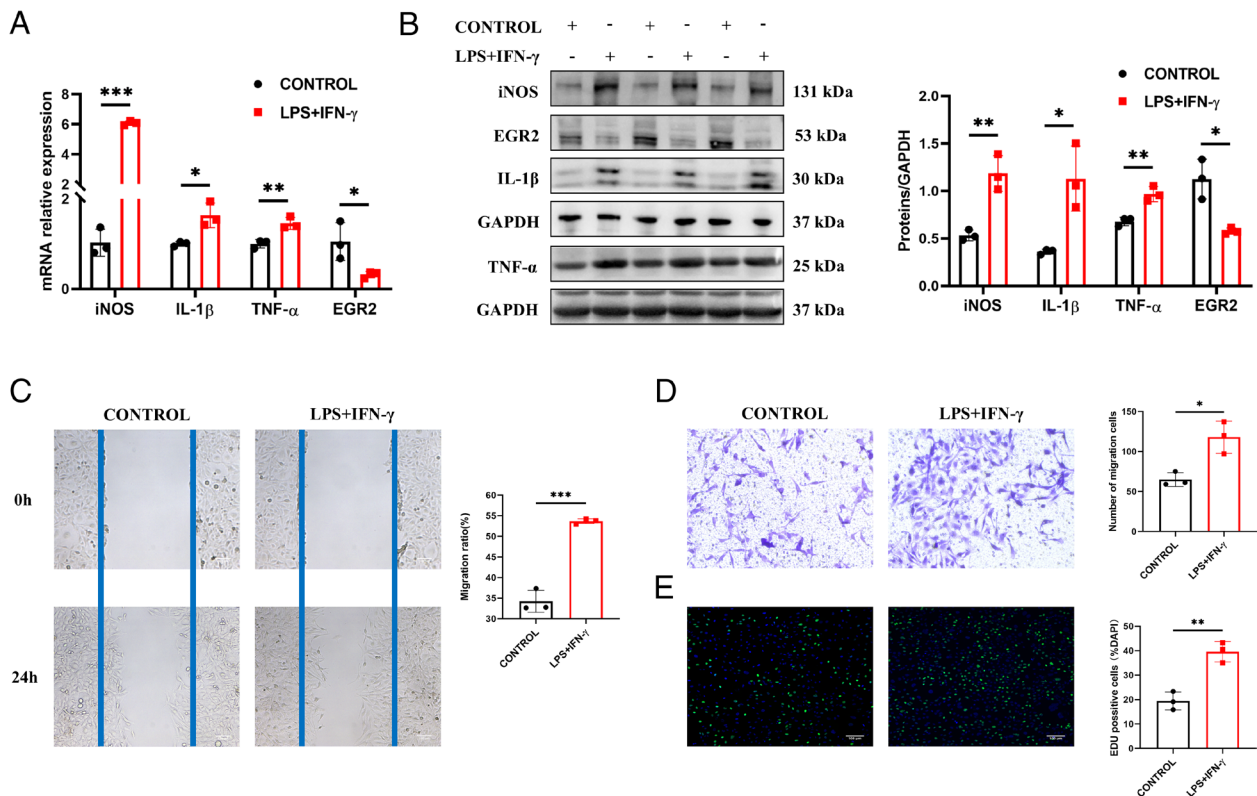 A
CONTROL
LPS+IFN-γ
mRNA relative expression
8
6
4
2
2
1
0
***
*
**
*
iNOS IL-1β TNF-α EGR2
B
CONTROL + - + - + -
LPS+IFN-γ - + - + - +
iNOS 131 kDa
EGR2 53 kDa
IL-1β 30 kDa
GAPDH 37 kDa
TNF-α 25 kDa
GAPDH 37 kDa
CONTROL
LPS+IFN-γ
Proteins/GAPDH
2.0
1.5
1.0
0.5
0.0
**
*
**
*
iNOS IL-1β TNF-α EGR2
C
CONTROL LPS+IFN-γ
0h
24h
Migration ratio(%)
60
55
50
45
40
35
30
***
CONTROL
LPS+IFN-γ
D
CONTROL LPS+IFN-γ
Number of migration cells
150
100
50
0
*
CONTROL
LPS+IFN-γ
E
EDU possitive cells (%DAPI)
50
40
30
20
10
0
**
CONTROL
LPS+IFN-γ